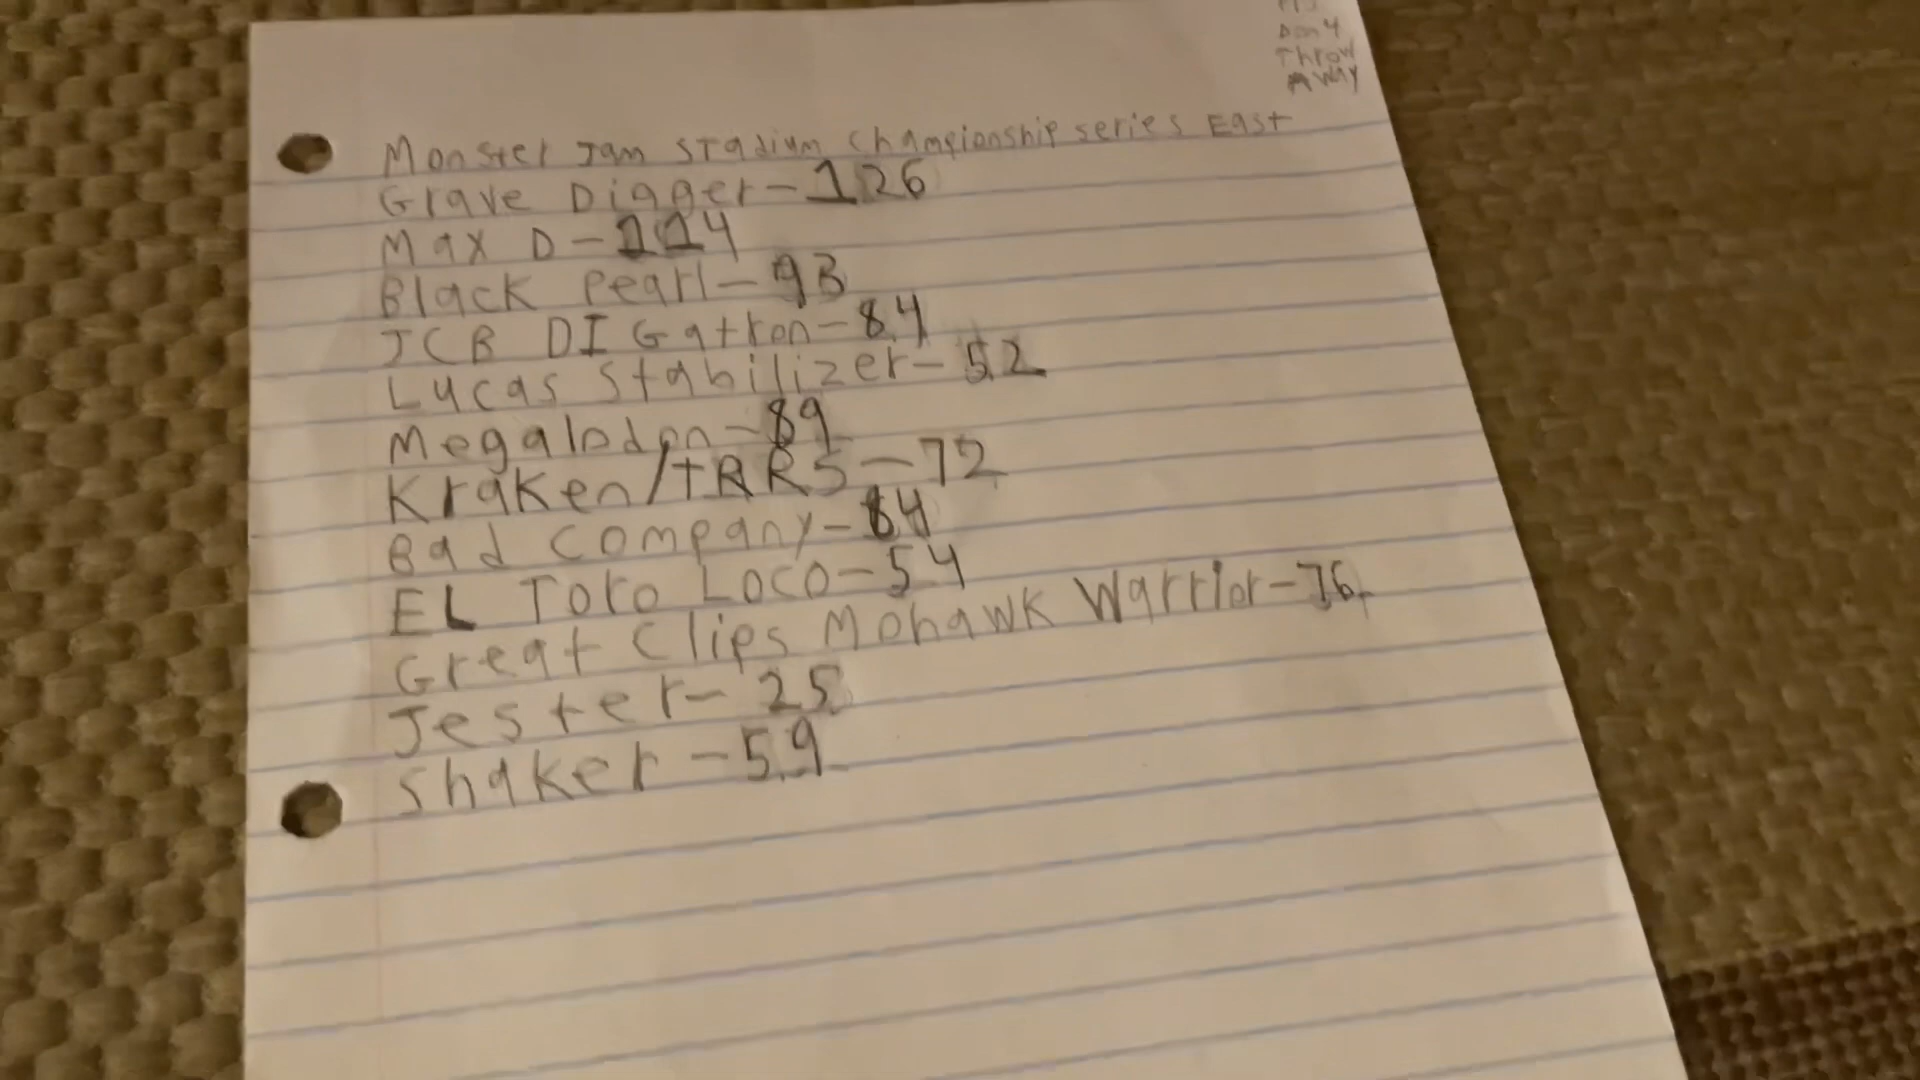 Don4
Throw
AWAY
Monster Jam Stadium Championship series East
Grave Digger-126
Max D-114
Black Pearl-93
JCB DIGatron-84
Lucas Stabilizer-52
Megalodon-89
Kraken/TRRS-72
Bad Company-
EL Toro Loco-54
Great Clips Mohawk Warrior-76
Jester-25
Shaker-59